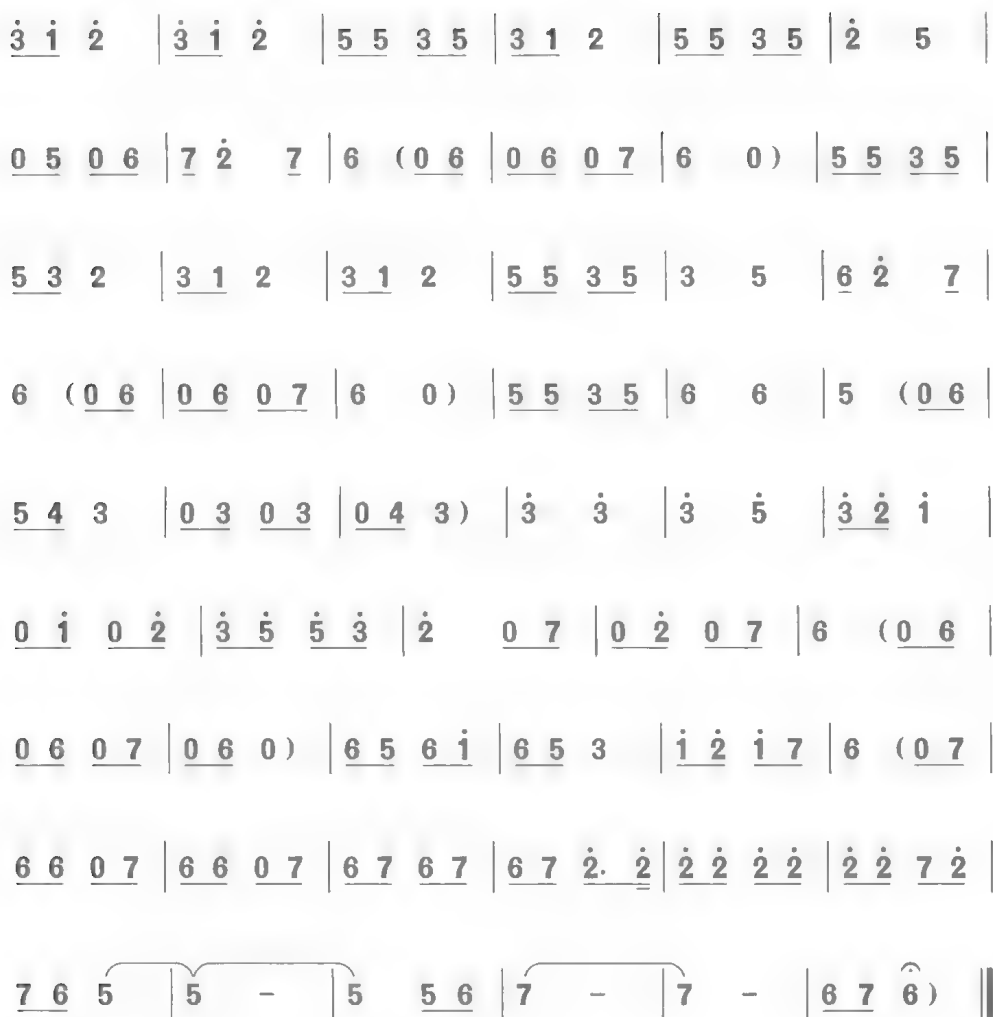 3̇ 1̇ 2̇ | 3̇ 1̇ 2̇ | 5 5 3 5 | 3 1 2 | 5 5 3 5 | 2̇ 5 |
0 5 0 6 | 7 2̇ 7 | 6 (0 6 | 0 6 0 7 | 6 0) | 5 5 3 5 |
5 3 2 | 3 1 2 | 3 1 2 | 5 5 3 5 | 3 5 | 6 2̇ 7 |
6 (0 6 | 0 6 0 7 | 6 0) | 5 5 3 5 | 6 6 | 5 (0 6 |
5 4 3 | 0 3 0 3 | 0 4 3) | 3̇ 3̇ | 3̇ 5̇ | 3̇ 2̇ 1̇ |
0 1̇ 0 2̇ | 3̇ 5̇ 5̇ 3̇ | 2̇ 0 7 | 0 2̇ 0 7 | 6 (0 6 |
0 6 0 7 | 0 6 0) | 6 5 6 1̇ | 6 5 3 | 1̇ 2̇ 1̇ 7 | 6 (0 7 |
6 6 0 7 | 6 6 0 7 | 6 7 6 7 | 6 7 2̇. 2̇ | 2̇ 2̇ 2̇ 2̇ | 2̇ 2̇ 7 2̇ |
7 6 5 | 5 – | 5 5 6 | 7 – | 7 – | 6 7 6) ‖